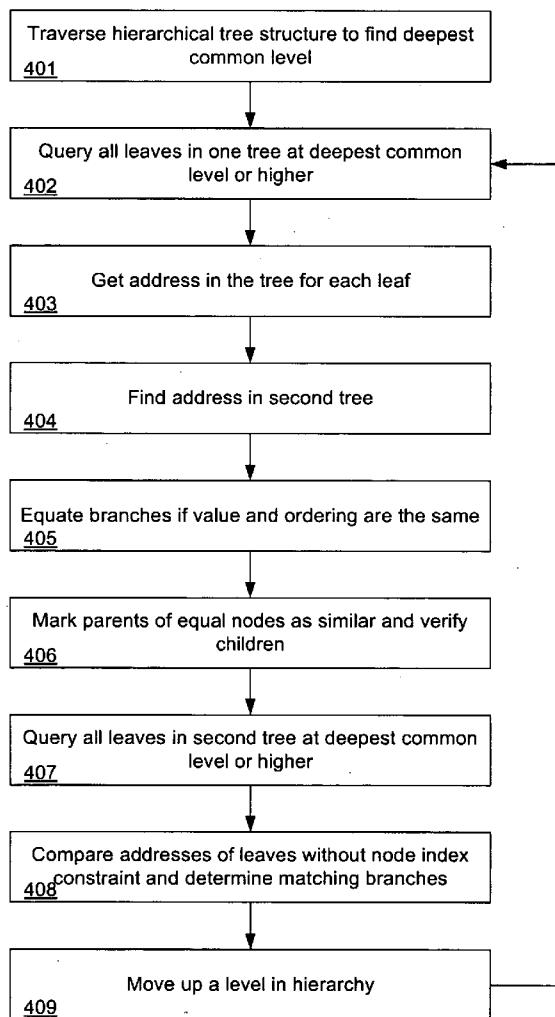 Traverse hierarchical tree structure to find deepest
common level
401
Query all leaves in one tree at deepest common
level or higher
402
Get address in the tree for each leaf
403
Find address in second tree
404
Equate branches if value and ordering are the same
405
Mark parents of equal nodes as similar and verify
children
406
Query all leaves in second tree at deepest common
level or higher
407
Compare addresses of leaves without node index
constraint and determine matching branches
408
Move up a level in hierarchy
409